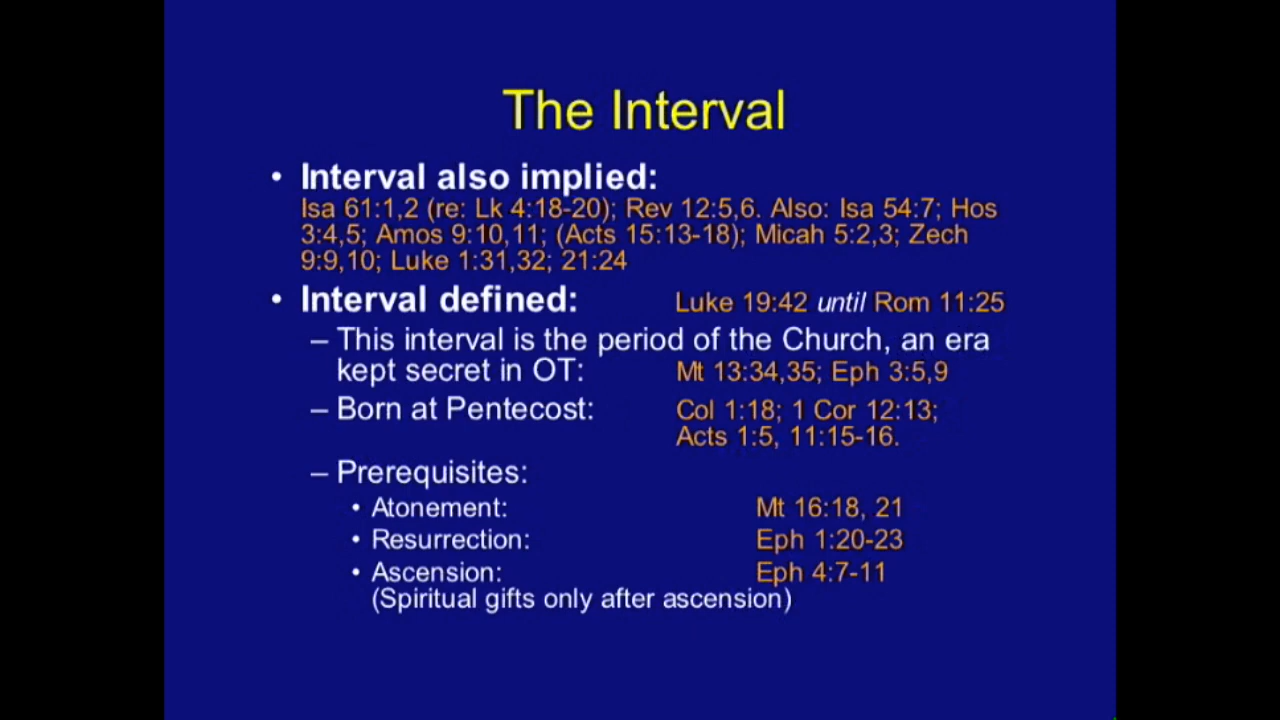 The Interval
• Interval also implied:
Isa 61:1,2 (re: Lk 4:18-20); Rev 12:5,6. Also: Isa 54:7; Hos
3:4,5; Amos 9:10,11; (Acts 15:13-18); Micah 5:2,3; Zech
9:9,10; Luke 1:31,32; 21:24
• Interval defined: Luke 19:42 until Rom 11:25
– This interval is the period of the Church, an era
kept secret in OT: Mt 13:34,35; Eph 3:5,9
– Born at Pentecost: Col 1:18; 1 Cor 12:13;
Acts 1:5, 11:15-16.
– Prerequisites:
• Atonement: Mt 16:18, 21
• Resurrection: Eph 1:20-23
• Ascension: Eph 4:7-11
(Spiritual gifts only after ascension)